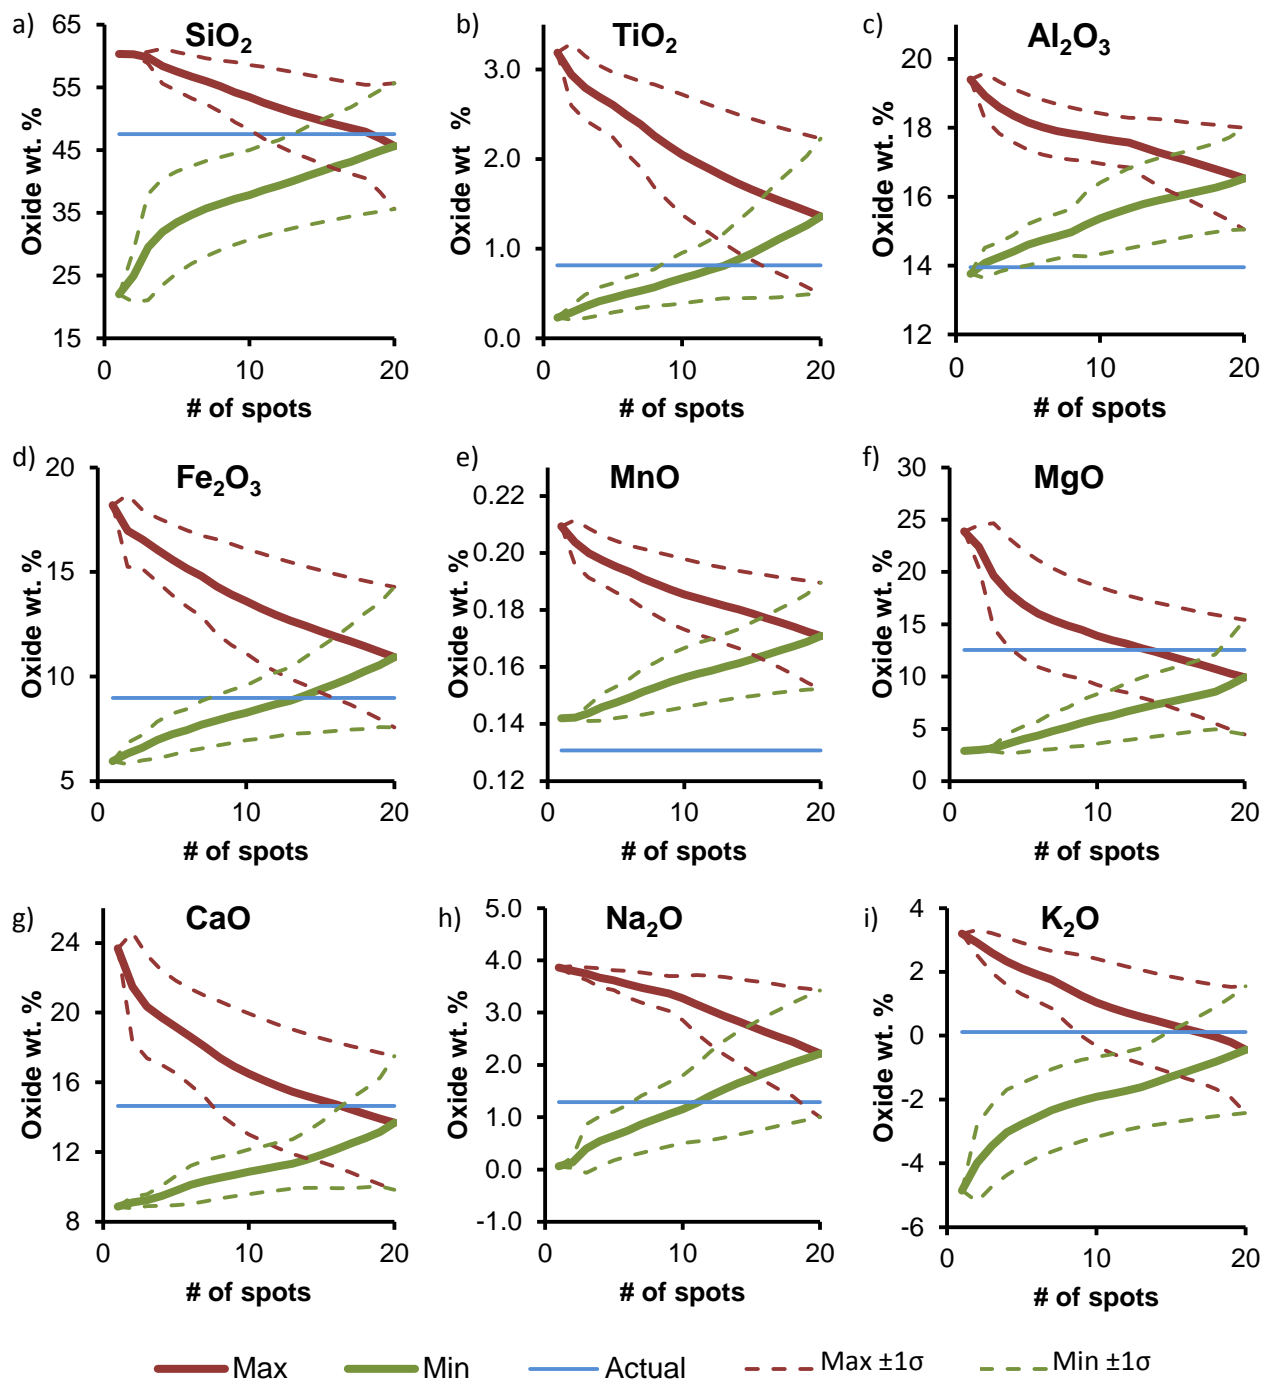 a)
SiO₂
65
55
45
35
25
15
Oxide wt. %
0
10
20
# of spots
b)
TiO₂
3.0
2.0
1.0
0.0
Oxide wt %
0
10
20
# of spots
c)
Al₂O₃
20
18
16
14
12
Oxide wt. %
0
10
20
# of spots
d)
Fe₂O₃
20
15
10
5
Oxide wt. %
0
10
20
# of spots
e)
MnO
0.22
0.20
0.18
0.16
0.14
0.12
Oxide wt. %
0
10
20
# of spots
f)
MgO
30
25
20
15
10
5
0
Oxide wt. %
0
10
20
# of spots
g)
CaO
24
20
16
12
8
Oxide wt. %
0
10
20
# of spots
h)
Na₂O
5.0
4.0
3.0
2.0
1.0
0.0
-1.0
Oxide wt. %
0
10
20
# of spots
i)
K₂O
4
2
0
-2
-4
-6
Oxide wt. %
0
10
20
# of spots
Max
Min
Actual
Max ±1σ
Min ±1σ